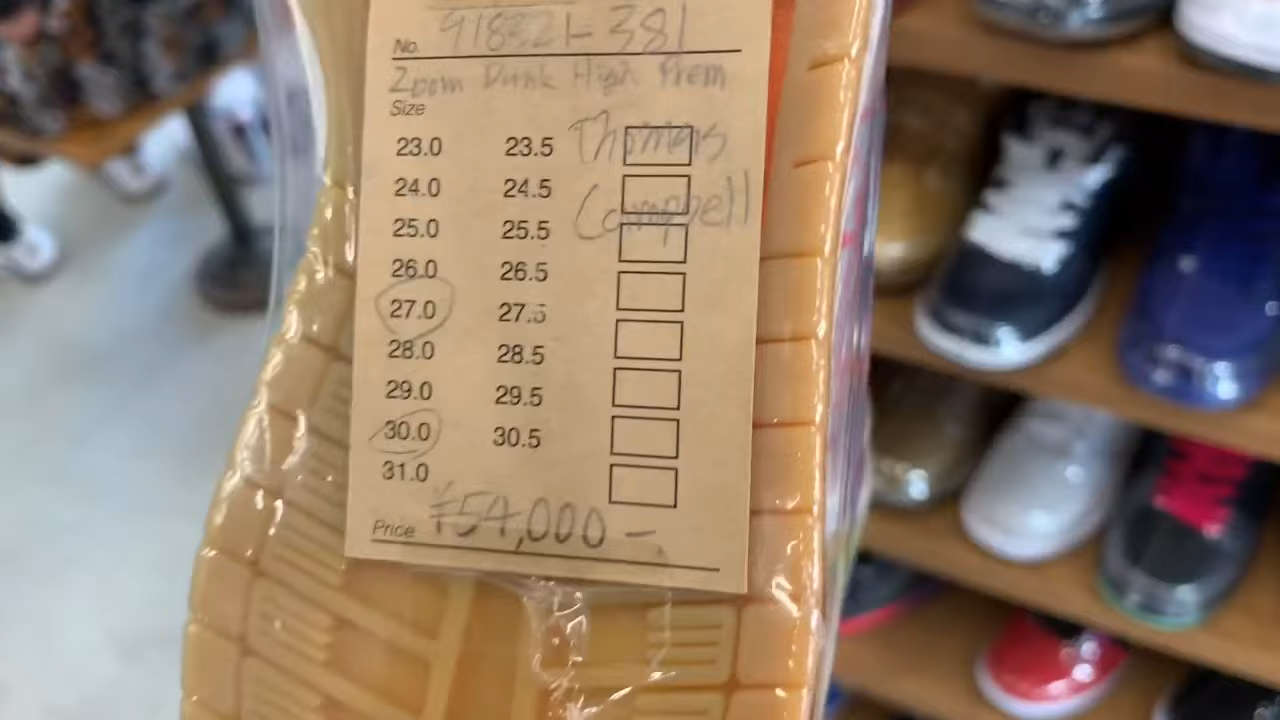 No. 918321-381
Zoom Dunk High Prem
Size
23.0 23.5 Thomas
24.0 24.5 Campbell
25.0 25.5
26.0 26.5
27.0 27.5
28.0 28.5
29.0 29.5
30.0 30.5
31.0
Price ¥54,000-.